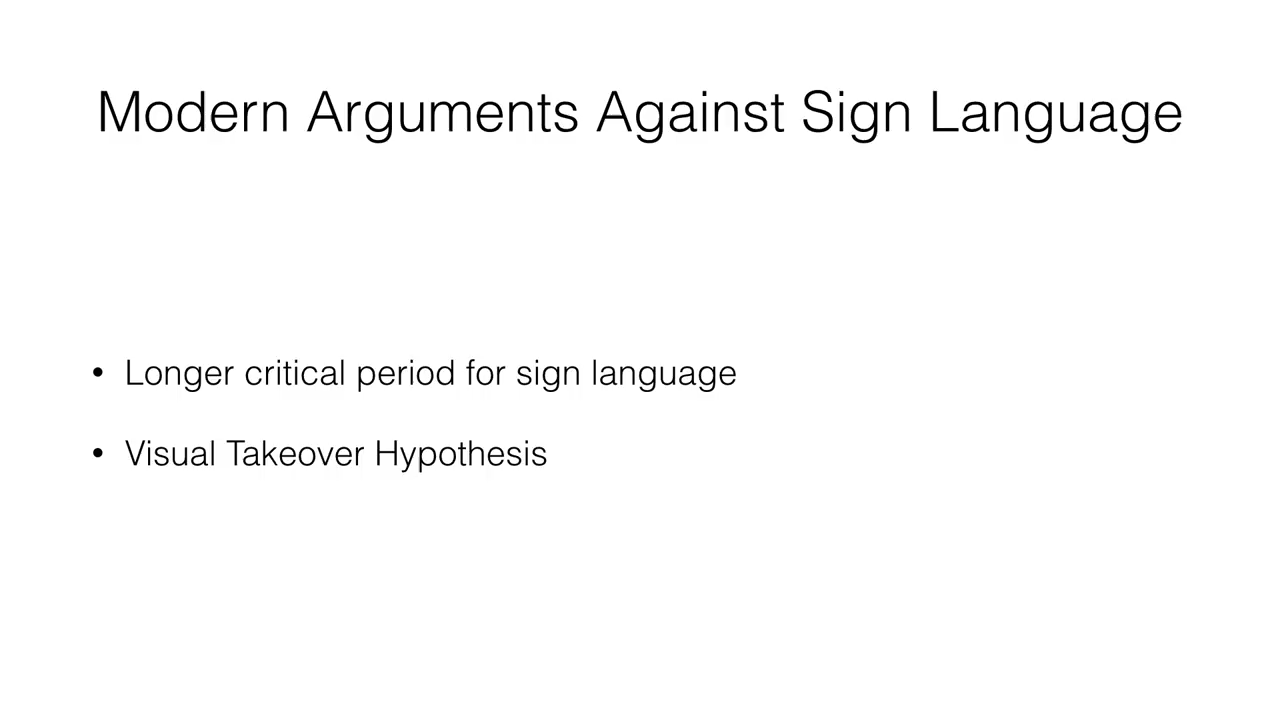 Modern Arguments Against Sign Language
• Longer critical period for sign language
• Visual Takeover Hypothesis